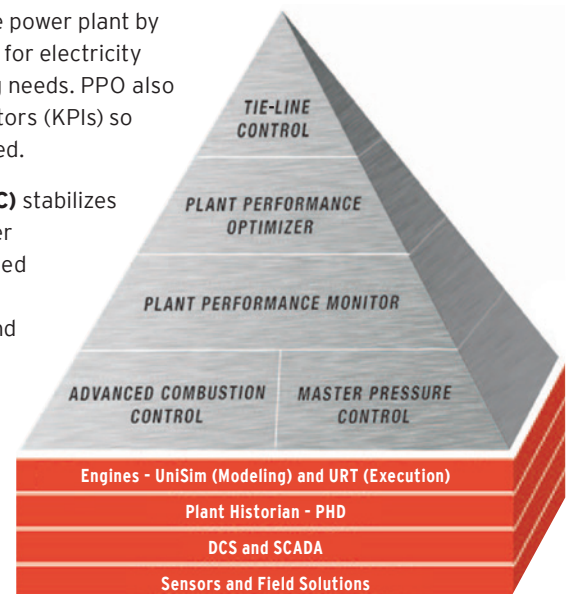 e power plant by
for electricity
needs. PPO also
tors (KPIs) so
ed.
C) stabilizes
er
ed
nd
TIE-LINE
CONTROL
PLANT PERFORMANCE
OPTIMIZER
PLANT PERFORMANCE MONITOR
ADVANCED COMBUSTION
CONTROL
MASTER PRESSURE
CONTROL
Engines - UniSim (Modeling) and URT (Execution)
Plant Historian - PHD
DCS and SCADA
Sensors and Field Solutions